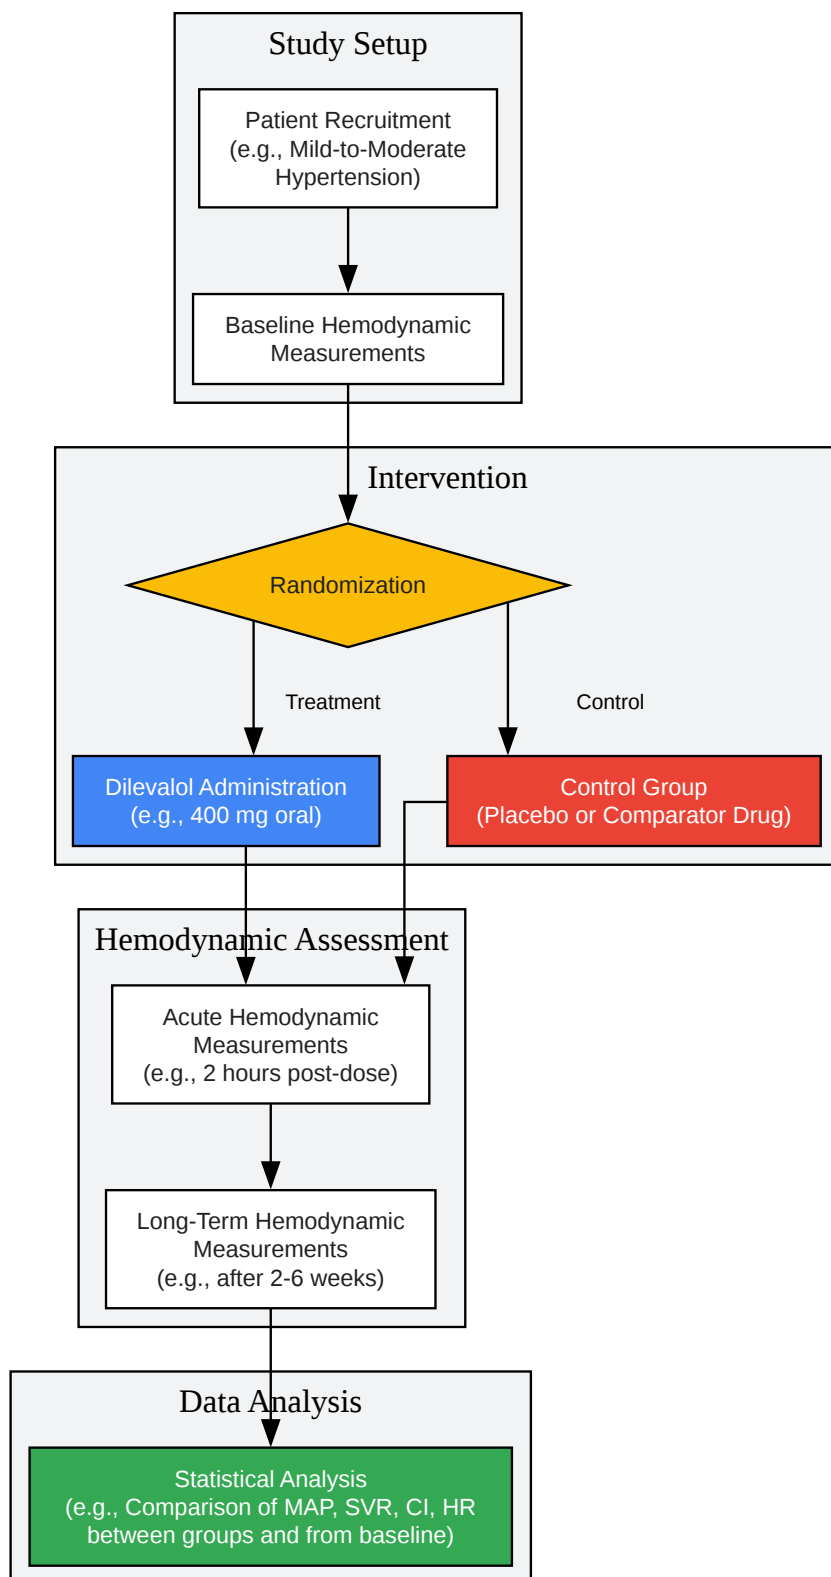 Study Setup
Patient Recruitment
(e.g., Mild-to-Moderate
Hypertension)
Baseline Hemodynamic
Measurements
Intervention
Randomization
Treatment
Control
Dilevalol Administration
(e.g., 400 mg oral)
Control Group
(Placebo or Comparator Drug)
Hemodynamic Assessment
Acute Hemodynamic
Measurements
(e.g., 2 hours post-dose)
Long-Term Hemodynamic
Measurements
(e.g., after 2-6 weeks)
Data Analysis
Statistical Analysis
(e.g., Comparison of MAP, SVR, CI, HR
between groups and from baseline)